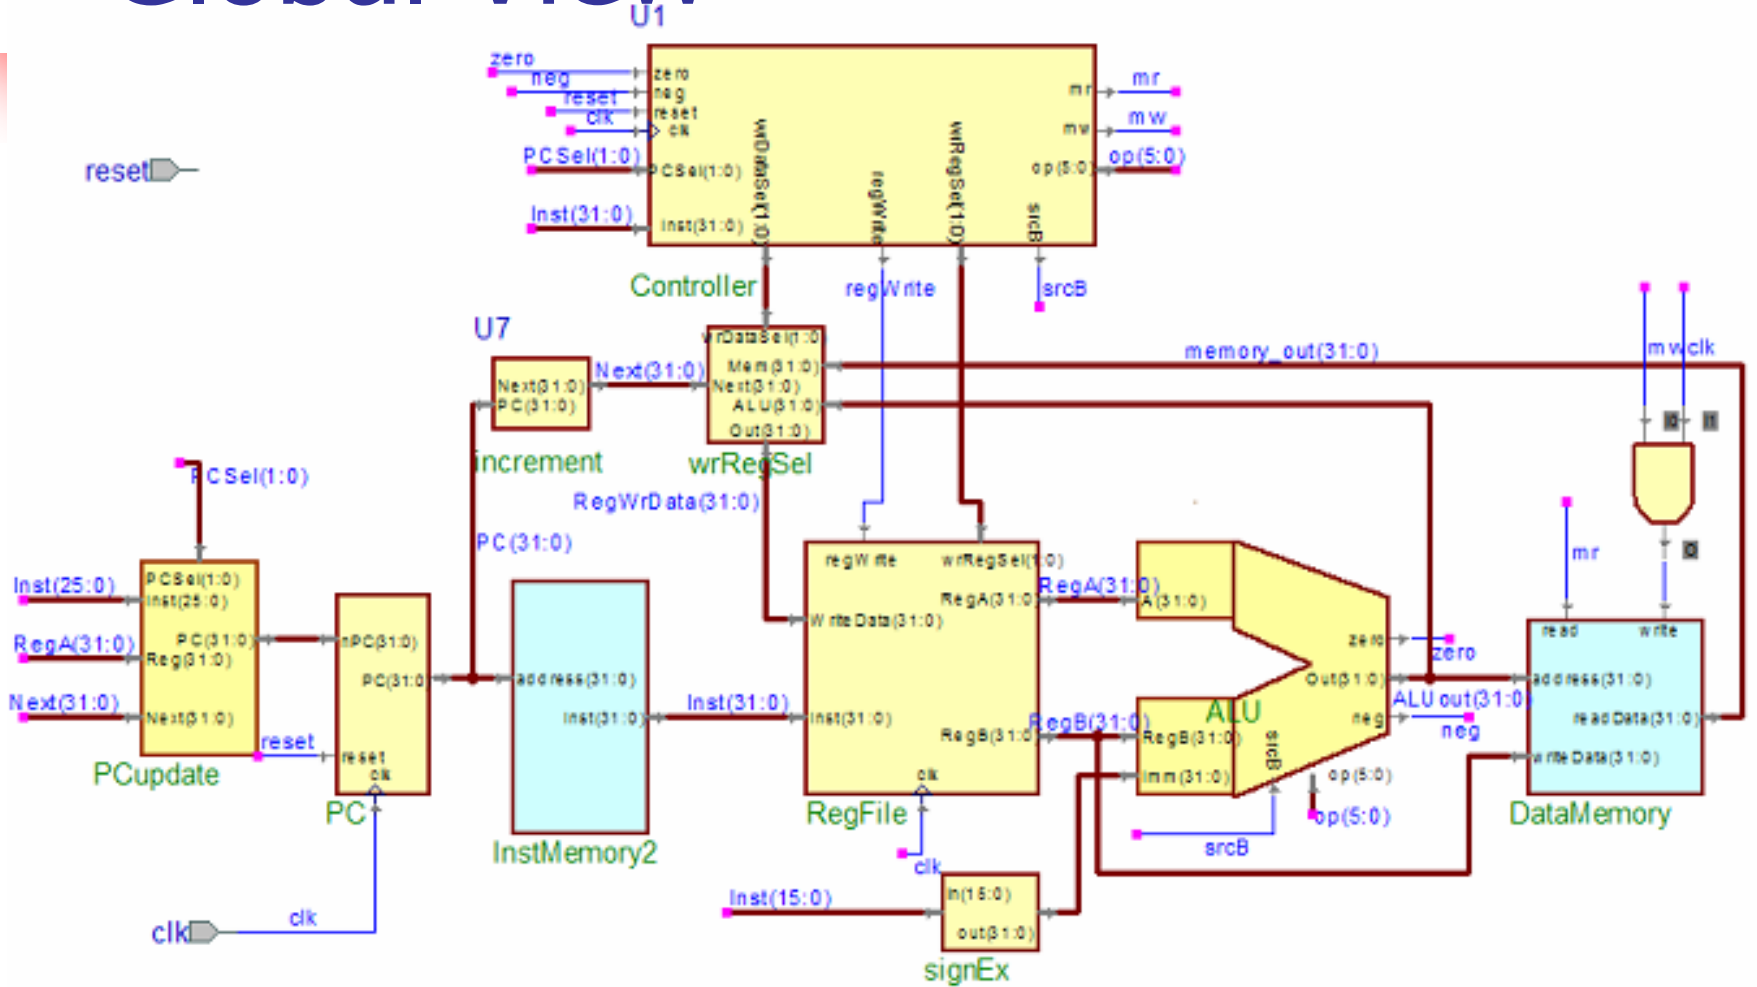 Global View
U1
zero
neg
reset
clk
PCSel(1:0)
Inst(31:0)
zero
neg
reset
clk
PCSel(1:0)
Inst(31:0)
wrDataSel(1:0)
regWrite
wrRegSel(1:0)
srcB
mr
mw
op(5:0)
mr
mw
op(5:0)
reset
Controller
regWrite
srcB
U7
Next(31:0)
PC(31:0)
increment
Next(31:0)
wrDataSel(1:0)
Mem(31:0)
Next(31:0)
ALU(31:0)
Out(31:0)
wrRegSel
memory_out(31:0)
mw
clk
I0
I1
O
mr
PCSel(1:0)
RegWrData(31:0)
PC(31:0)
Inst(25:0)
RegA(31:0)
Next(31:0)
PCSel(1:0)
Inst(25:0)
PC(31:0)
Reg(31:0)
Next(31:0)
PCupdate
reset
nPC(31:0)
PC(31:0
reset
clk
PC
address(31:0)
Inst(31:0)
InstMemory2
Inst(31:0)
regWrite
wrRegSel(1:0)
RegA(31:0)
WriteData(31:0)
Inst(31:0)
RegB(31:0)
clk
RegFile
clk
RegA(31:0)
RegB(31:0)
A(31:0)
RegB(31:0)
Imm(31:0)
ALU
srcB
zero
Out(31:0)
neg
op(5:0)
zero
ALUout(31:0)
neg
op(5:0)
srcB
read
write
address(31:0)
readData(31:0)
writeData(31:0)
DataMemory
Inst(15:0)
in(15:0)
out(31:0)
signEx
clk
clk